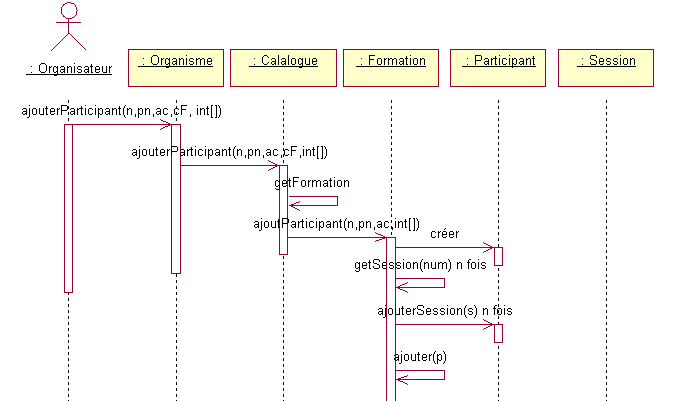 : Organisateur
: Organisme
: Calalogue
: Formation
: Participant
: Session
ajouterParticipant(n,pn,ac,cF, int[])
ajouterParticipant(n,pn,ac,cF,int[])
getFormation
ajoutParticipant(n,pn,ac,int[])
créer
getSession(num) n fois
ajouterSession(s) n fois
ajouter(p)